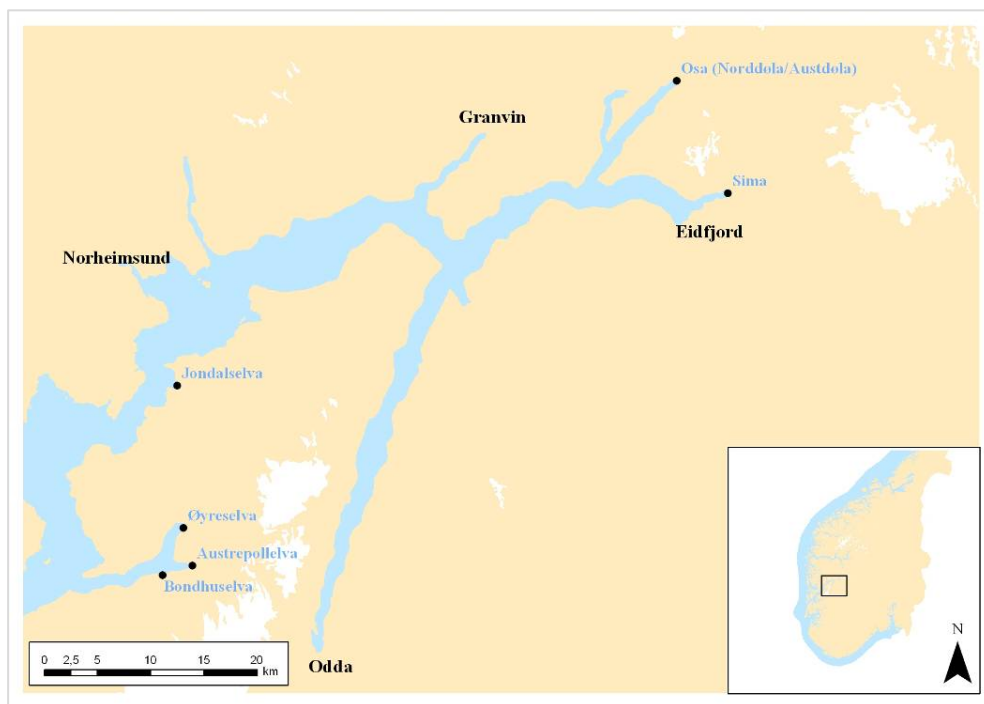 Osa (Norddøla/Austdøla)
Granvin
Sima
Eidfjord
Norheimsund
Jondalselva
Øyreselva
Austrepollelva
Bondhuselva
Odda
0 2,5 5 10 15 20
km
N